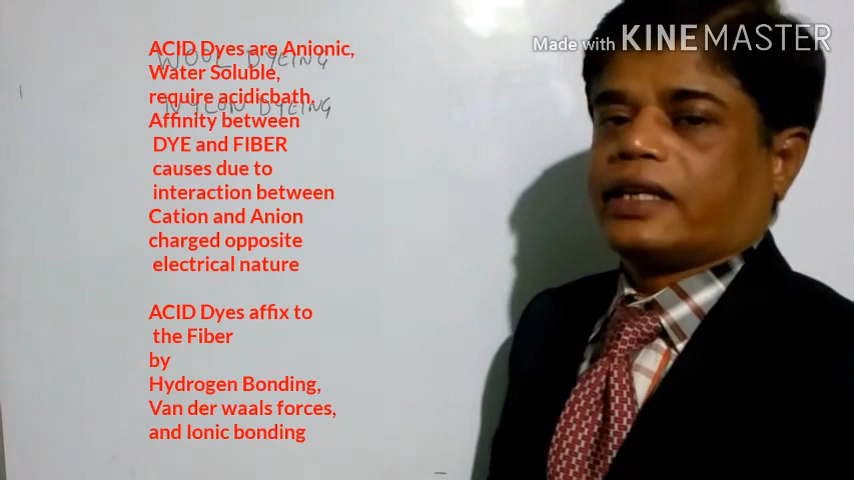 Made with KINEMASTER
ACID Dyes are Anionic,
WOOL DYEING
Water Soluble,
require acidicbath,
NYLON DYEING
Affinity between
DYE and FIBER
causes due to
interaction between
Cation and Anion
charged opposite
electrical nature
ACID Dyes affix to
the Fiber
by
Hydrogen Bonding,
Van der waals forces,
and Ionic bonding